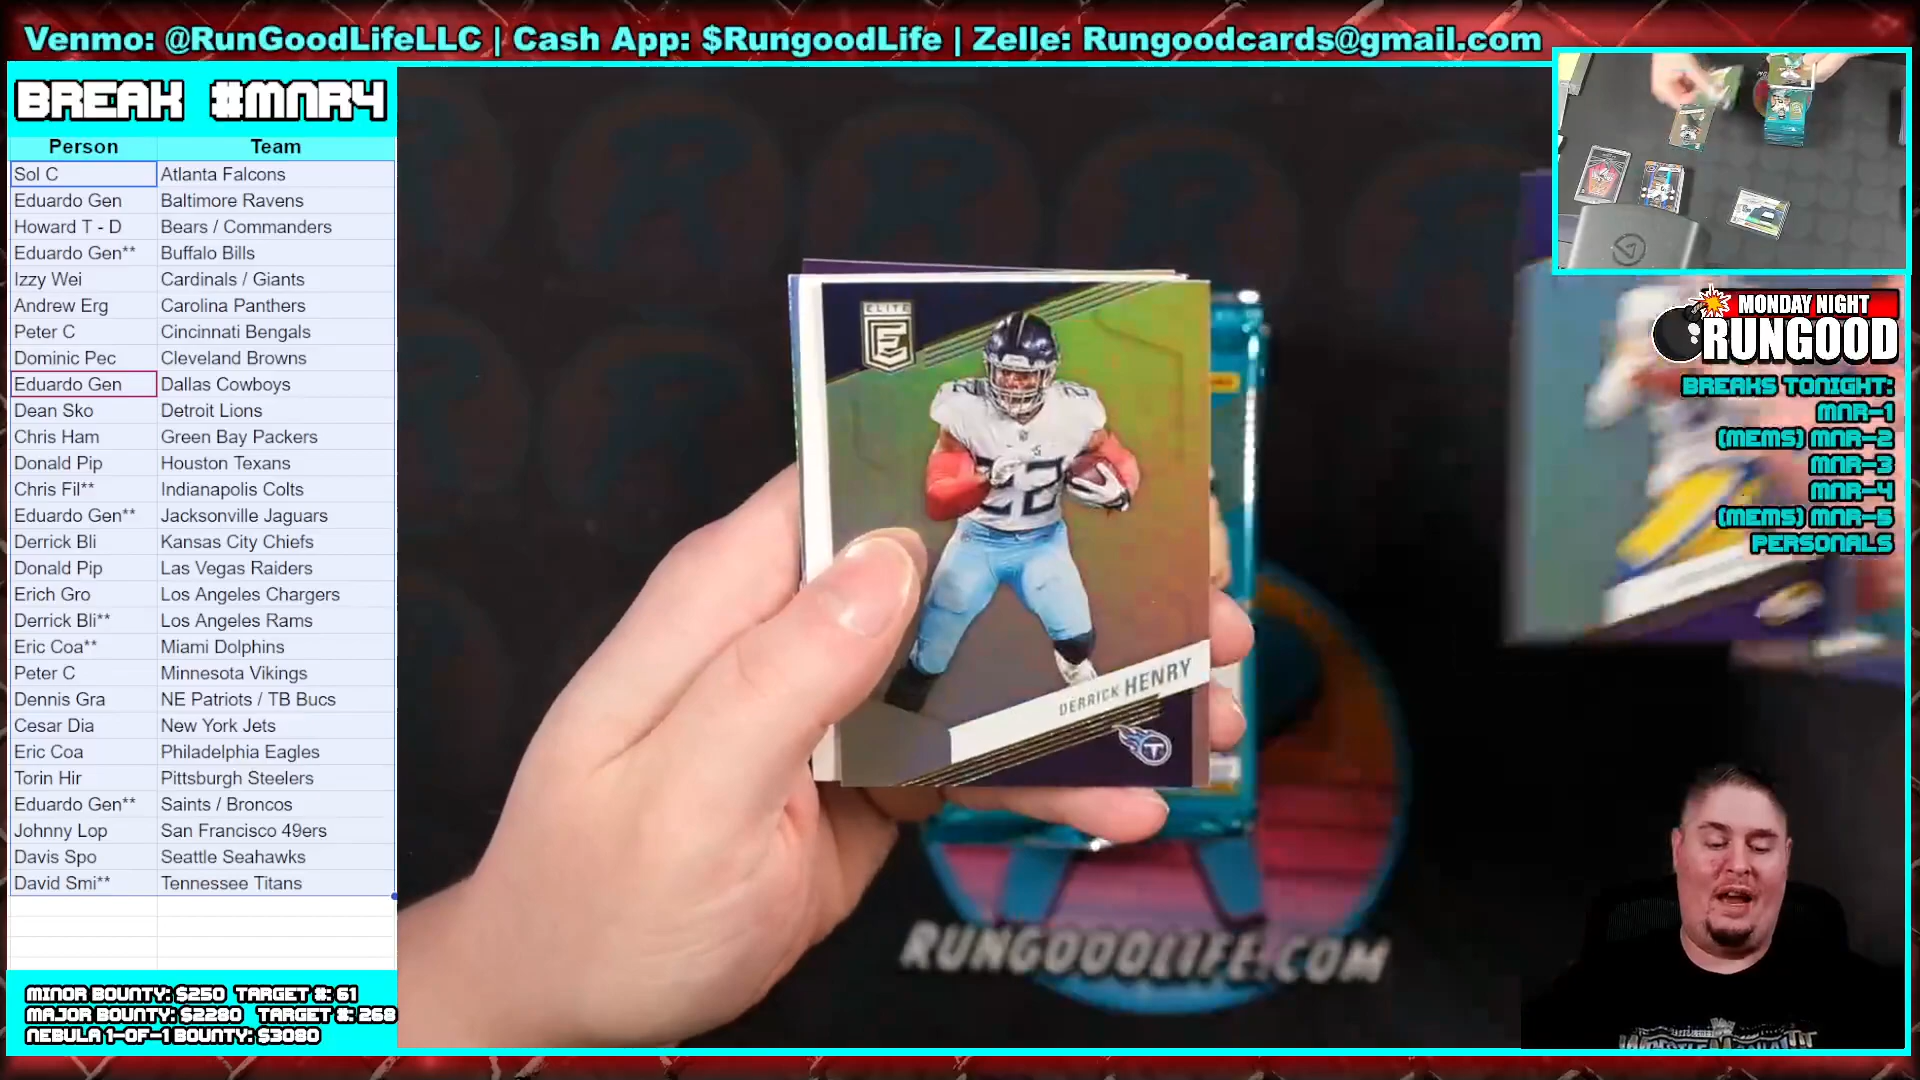 Venmo: @RunGoodLifeLLC | Cash App: $RungoodLife | Zelle: Rungoodcards@gmail.com
BREAK #MNR4
Person Team
Sol C Atlanta Falcons
Eduardo Gen Baltimore Ravens
Howard T - D Bears / Commanders
Eduardo Gen** Buffalo Bills
Izzy Wei Cardinals / Giants
Andrew Erg Carolina Panthers
Peter C Cincinnati Bengals
Dominic Pec Cleveland Browns
Eduardo Gen Dallas Cowboys
Dean Sko Detroit Lions
Chris Ham Green Bay Packers
Donald Pip Houston Texans
Chris Fil** Indianapolis Colts
Eduardo Gen** Jacksonville Jaguars
Derrick Bli Kansas City Chiefs
Donald Pip Las Vegas Raiders
Erich Gro Los Angeles Chargers
Derrick Bli** Los Angeles Rams
Eric Coa** Miami Dolphins
Peter C Minnesota Vikings
Dennis Gra NE Patriots / TB Bucs
Cesar Dia New York Jets
Eric Coa Philadelphia Eagles
Torin Hir Pittsburgh Steelers
Eduardo Gen** Saints / Broncos
Johnny Lop San Francisco 49ers
Davis Spo Seattle Seahawks
David Smi** Tennessee Titans
MINOR BOUNTY: $250 TARGET #: 61
MAJOR BOUNTY: $2280 TARGET #: 268
NEBULA 1-OF-1 BOUNTY: $3080
ELITE
E
22
DERRICK HENRY
T
RUNGOODLIFE.COM
MONDAY NIGHT
RUNGOOD
BREAKS TONIGHT:
MNR-1
(MEMS) MNR-2
MNR-3
MNR-4
(MEMS) MNR-5
PERSONALS